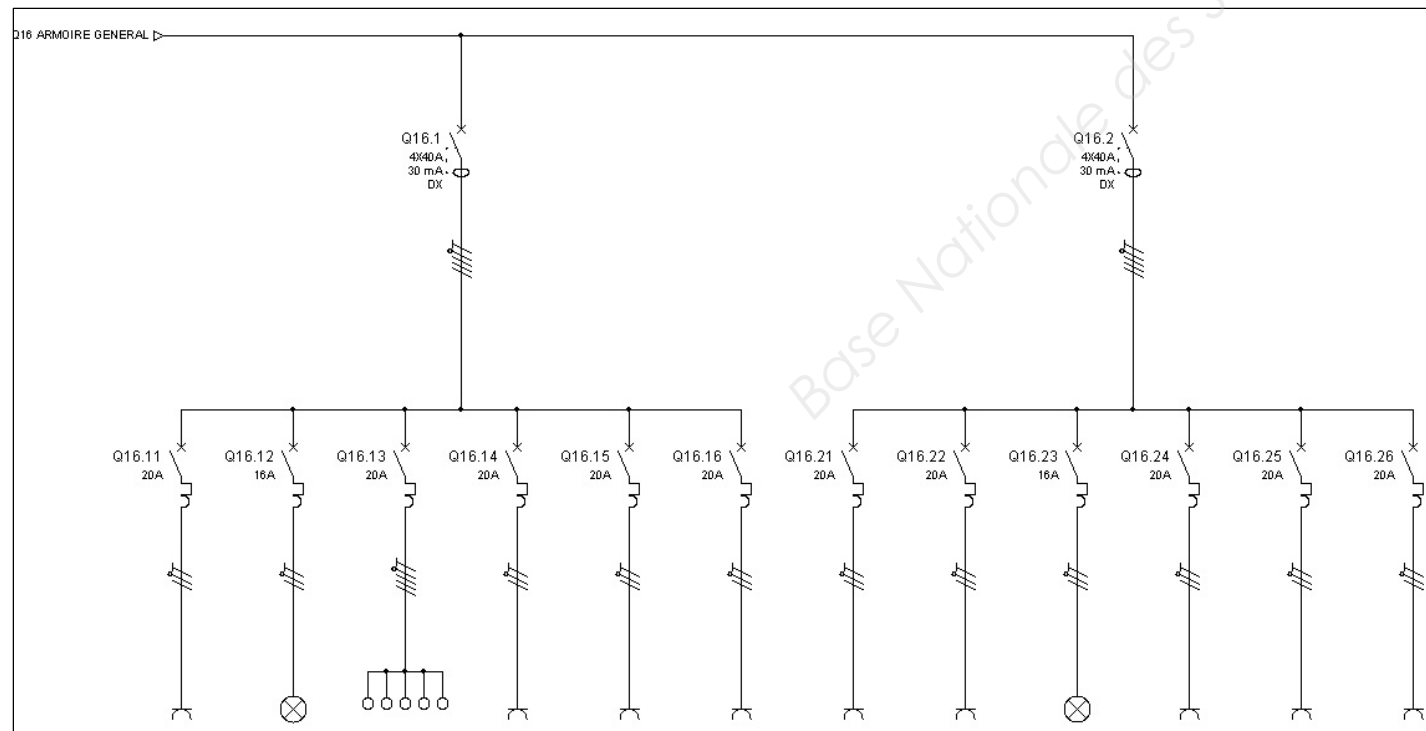 Q16 ARMOIRE GENERAL
Q16.1
4X40A
30 mA
DX
Q16.2
4X40A
30 mA
DX
Q16.11
20A
Q16.12
16A
Q16.13
20A
Q16.14
20A
Q16.15
20A
Q16.16
20A
Q16.21
20A
Q16.22
20A
Q16.23
16A
Q16.24
20A
Q16.25
20A
Q16.26
20A
Base Nationale des